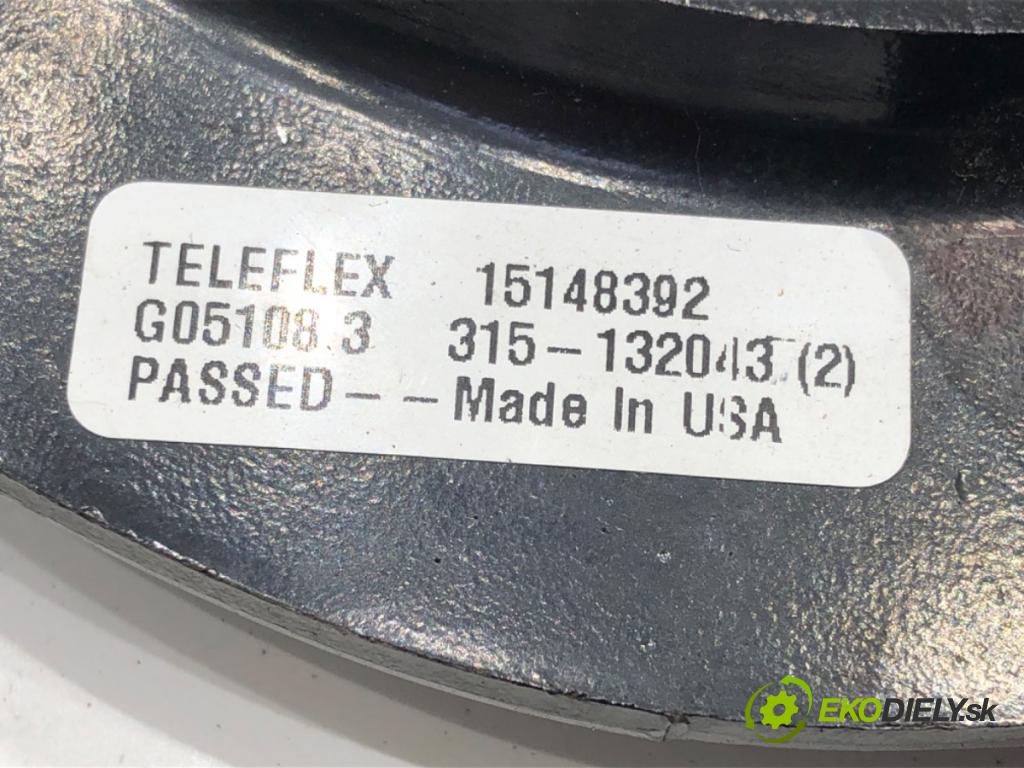 TELEFLEX 15148392
G05108.3 315-132043 (2)
PASSED--Made In USA
EKODIELY.sk